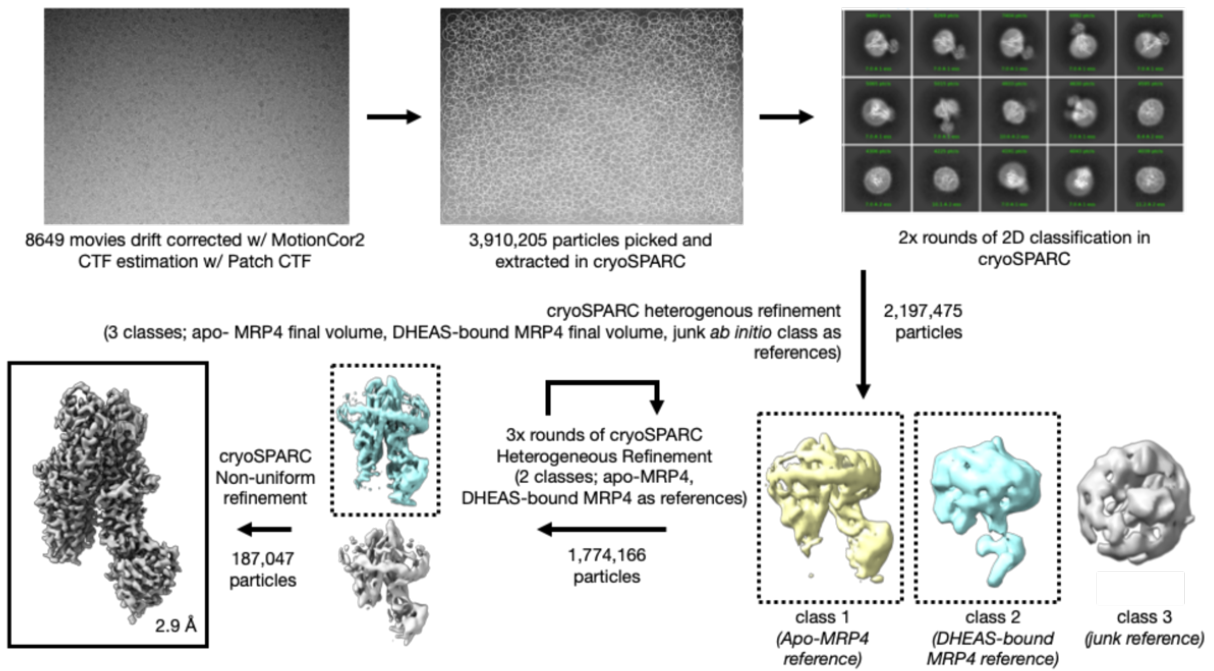 8649 movies drift corrected w/ MotionCor2
CTF estimation w/ Patch CTF
3,910,205 particles picked and
extracted in cryoSPARC
2x rounds of 2D classification in
cryoSPARC
cryoSPARC heterogenous refinement
(3 classes; apo- MRP4 final volume, DHEAS-bound MRP4 final volume, junk ab initio class as
references)
2,197,475
particles
3x rounds of cryoSPARC
Heterogeneous Refinement
(2 classes; apo-MRP4,
DHEAS-bound MRP4 as references)
1,774,166
particles
cryoSPARC
Non-uniform
refinement
187,047
particles
2.9 Å
class 1
(Apo-MRP4
reference)
class 2
(DHEAS-bound
MRP4 reference)
class 3
(junk reference)